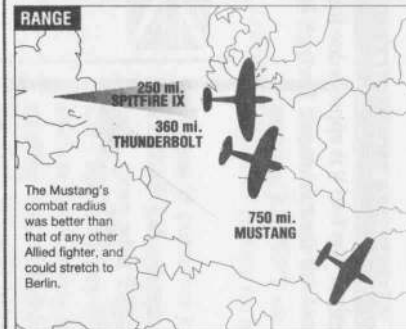 RANGE
250 mi.
SPITFIRE IX
360 mi.
THUNDERBOLT
750 mi.
MUSTANG
The Mustang's
combat radius
was better than
that of any other
Allied fighter, and
could stretch to
Berlin.